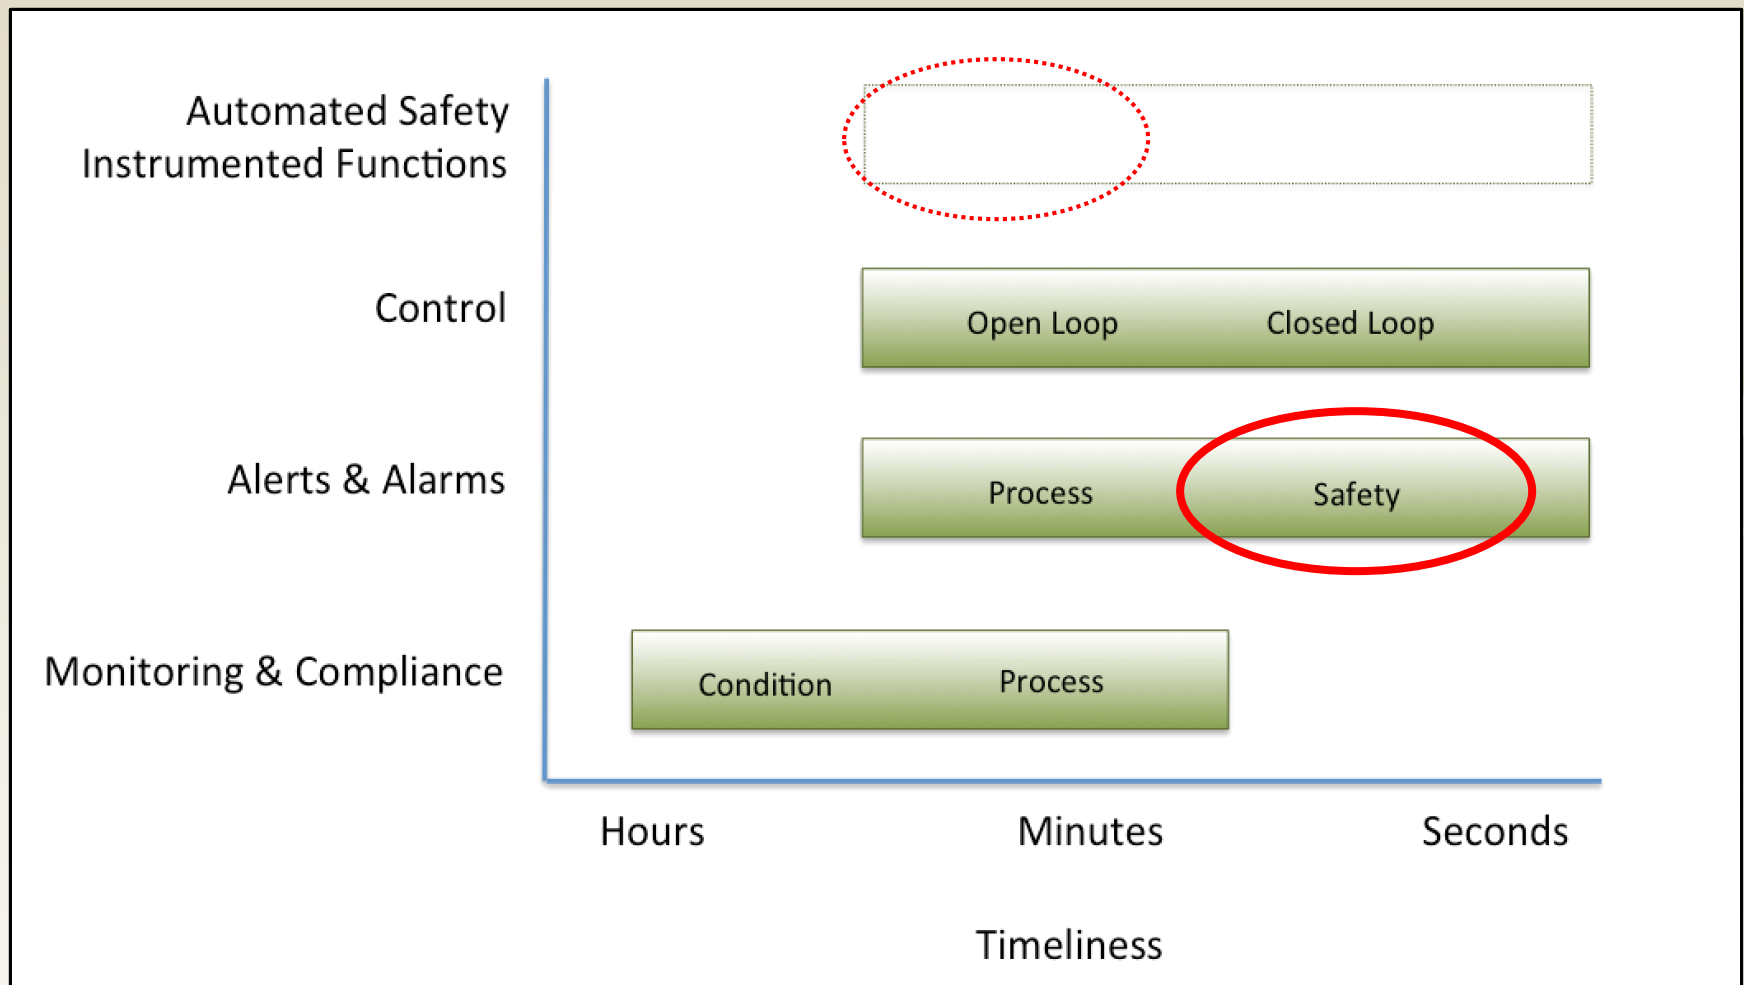 Automated Safety
Instrumented Functions
Control
Open Loop
Closed Loop
Alerts & Alarms
Process
Safety
Monitoring & Compliance
Condition
Process
Hours
Minutes
Seconds
Timeliness